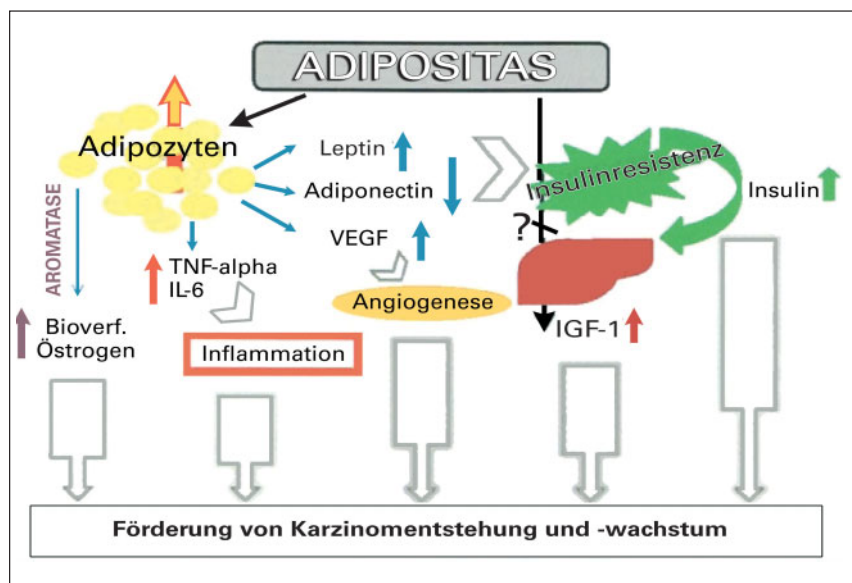 ADIPOSITAS
Adipozyten
Leptin
Adiponectin
VEGF
Insulinresistenz
Insulin
?
AROMATASE
TNF-alpha
IL-6
Angiogenese
IGF-1
Bioverf.
Östrogen
Inflammation
Förderung von Karzinomentstehung und -wachstum